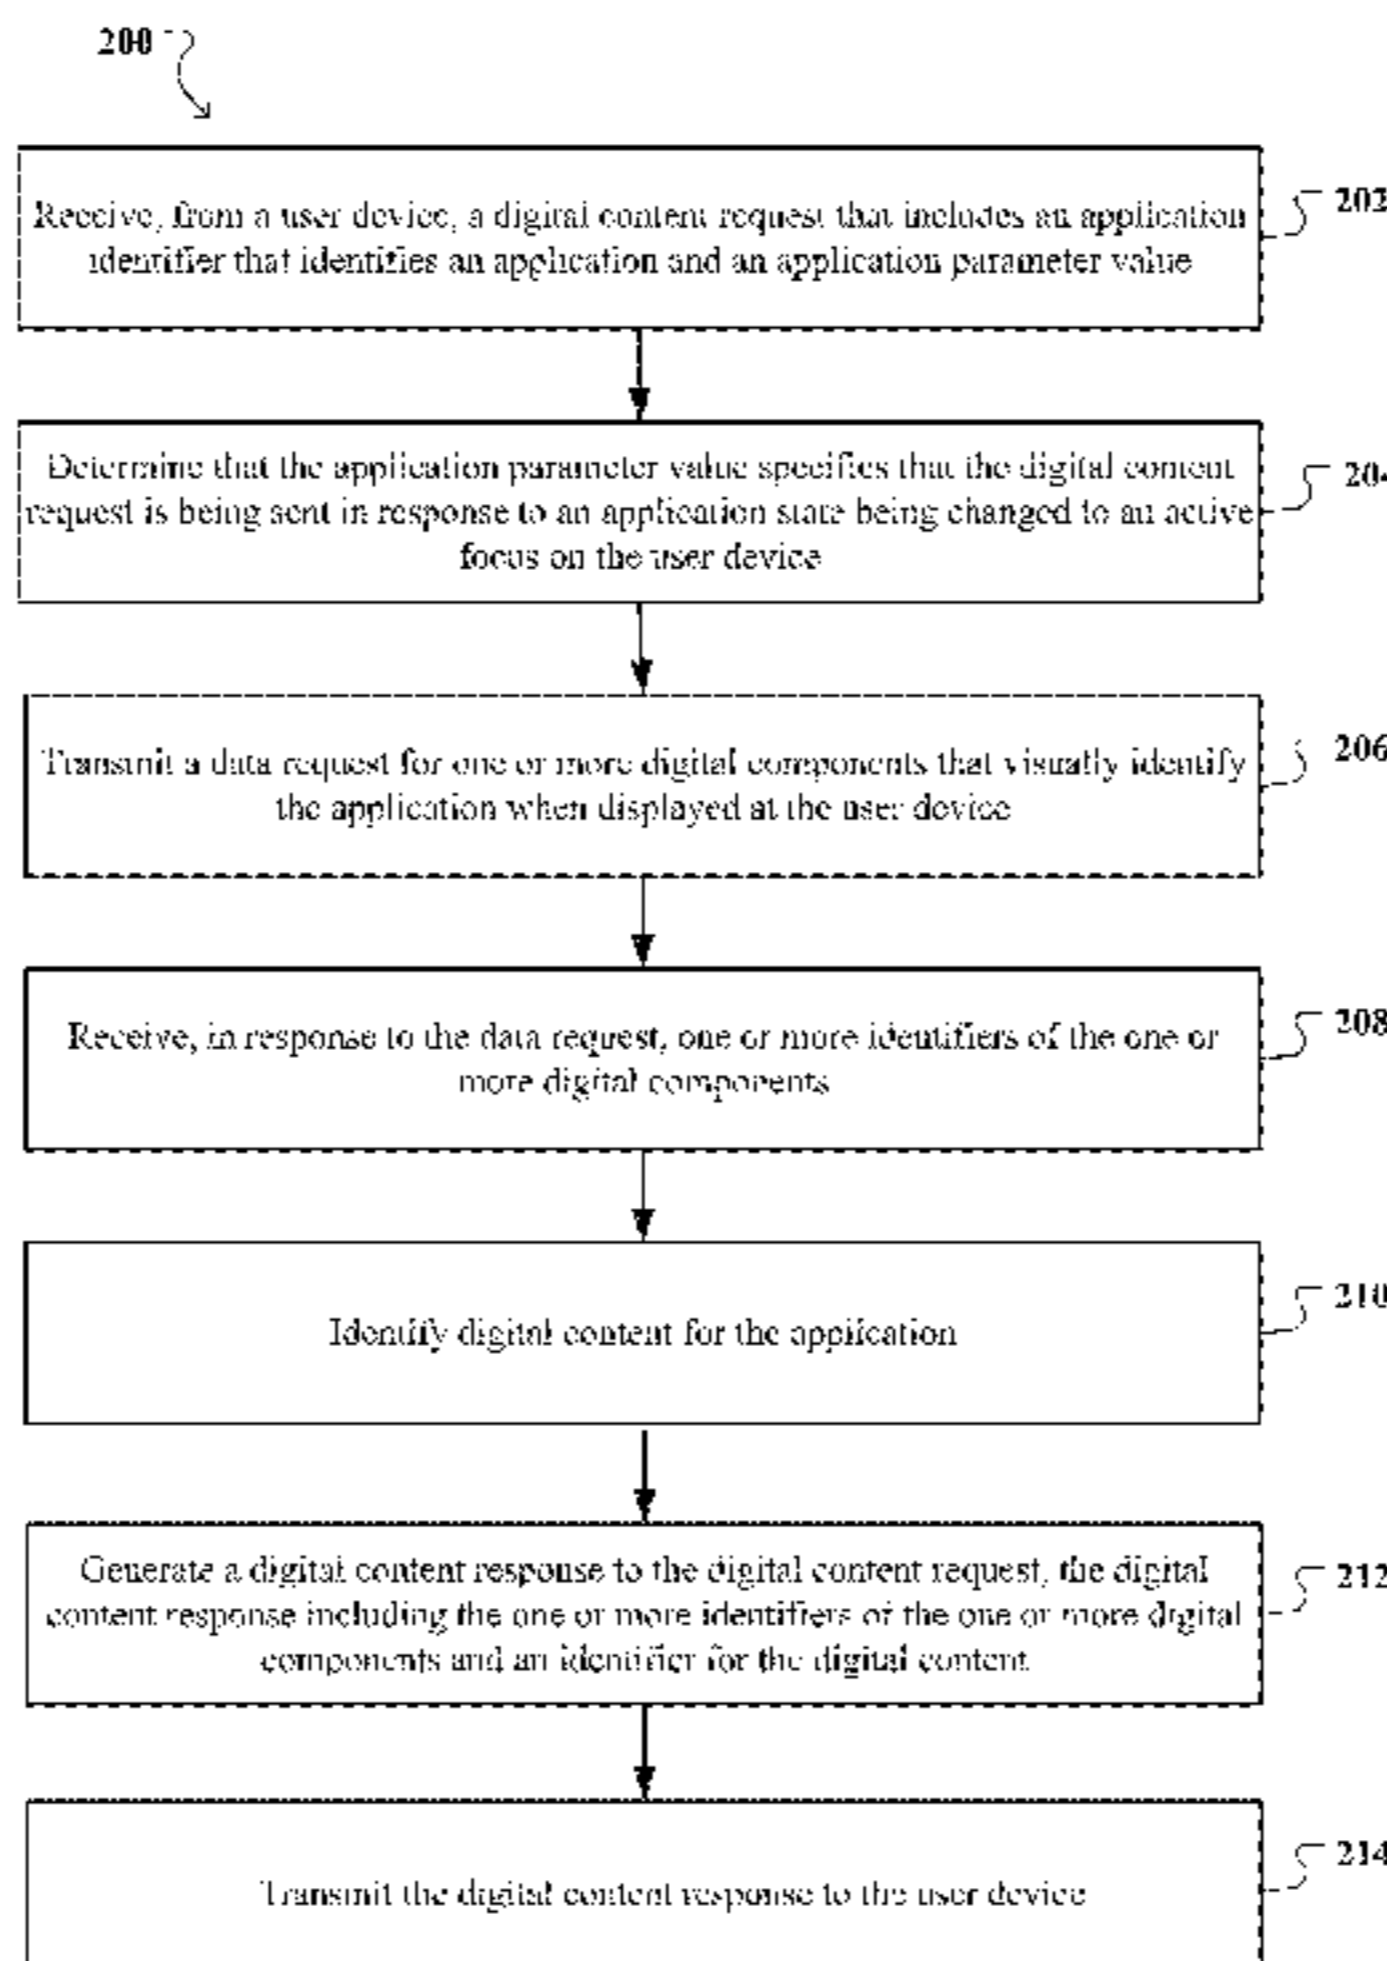 200
Receive, from a user device, a digital content request that includes an application
identifier that identifies an application and an application parameter value
202
Determine that the application parameter value specifies that the digital content
request is being sent in response to an application state being changed to an active
focus on the user device
204
Transmit a data request for one or more digital components that visually identify
the application when displayed at the user device
206
Receive, in response to the data request, one or more identifiers of the one or
more digital components
208
Identify digital content for the application
210
Generate a digital content response to the digital content request, the digital
content response including the one or more identifiers of the one or more digital
components and an identifier for the digital content
212
Transmit the digital content response to the user device
214